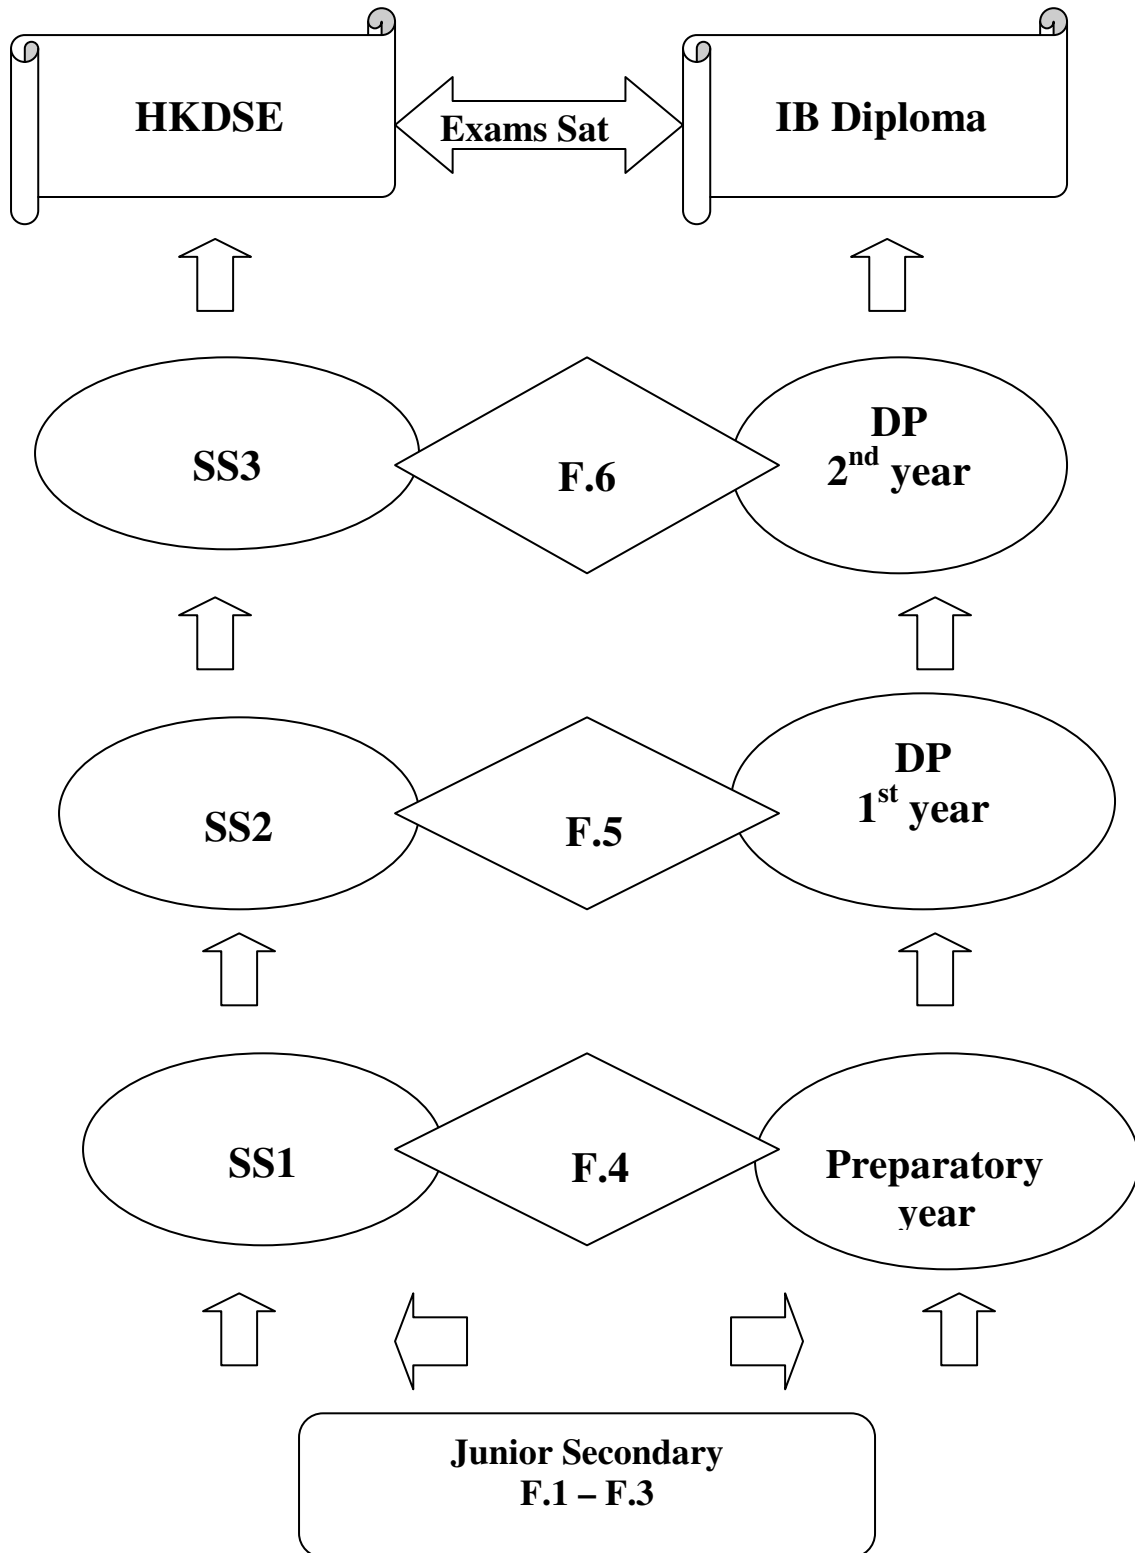 HKDSE
Exams Sat
IB Diploma
SS3
F.6
DP
2nd year
SS2
F.5
DP
1st year
SS1
F.4
Preparatory
year
Junior Secondary
F.1 – F.3